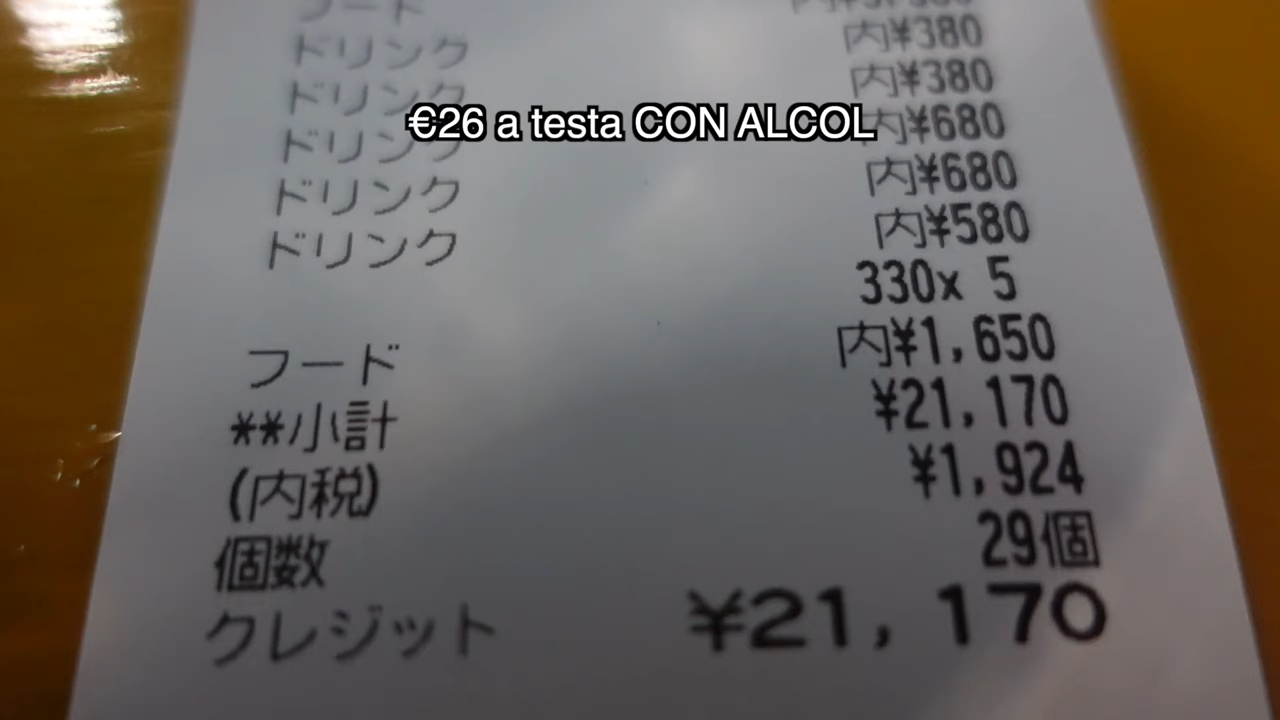 フード
ドリンク 内¥380
ドリンク 内¥380
€26 a testa CON ALCOL
ドリンク 内¥680
ドリンク 内¥680
ドリンク 内¥580
330x 5
フード 内¥1,650
**小計 ¥21,170
(内税) ¥1,924
個数 29個
クレジット ¥21,170